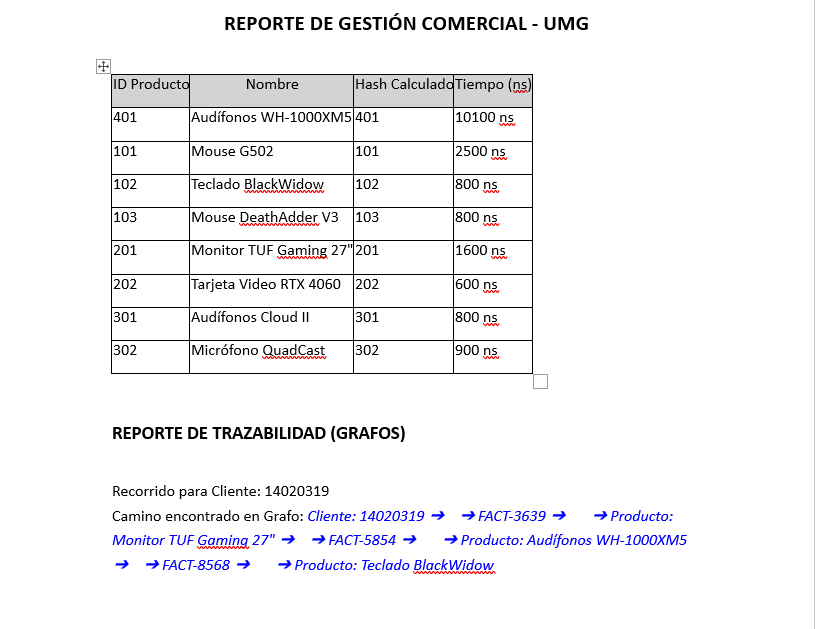 REPORTE DE GESTIÓN COMERCIAL - UMG
ID Producto Nombre Hash Calculado Tiempo (ns)
401 Audífonos WH-1000XM5 401 10100 ns
101 Mouse G502 101 2500 ns
102 Teclado BlackWidow 102 800 ns
103 Mouse DeathAdder V3 103 800 ns
201 Monitor TUF Gaming 27" 201 1600 ns
202 Tarjeta Video RTX 4060 202 600 ns
301 Audífonos Cloud II 301 800 ns
302 Micrófono QuadCast 302 900 ns
REPORTE DE TRAZABILIDAD (GRAFOS)
Recorrido para Cliente: 14020319
Camino encontrado en Grafo: Cliente: 14020319 ➔ ➔ FACT-3639 ➔ ➔ Producto:
Monitor TUF Gaming 27" ➔ ➔ FACT-5854 ➔ ➔ Producto: Audífonos WH-1000XM5
➔ ➔ FACT-8568 ➔ ➔ Producto: Teclado BlackWidow